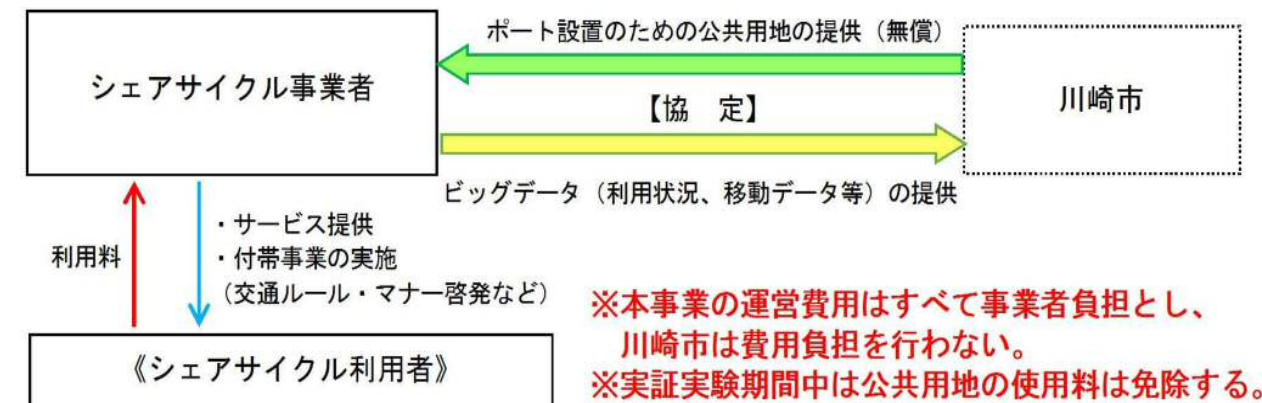 ポート設置のための公共用地の提供（無償）
シェアサイクル事業者
川崎市
【協　定】
ビッグデータ（利用状況、移動データ等）の提供
利用料
・サービス提供
・付帯事業の実施
（交通ルール・マナー啓発など）
※本事業の運営費用はすべて事業者負担とし、
川崎市は費用負担を行わない。
※実証実験期間中は公共用地の使用料は免除する。
《シェアサイクル利用者》